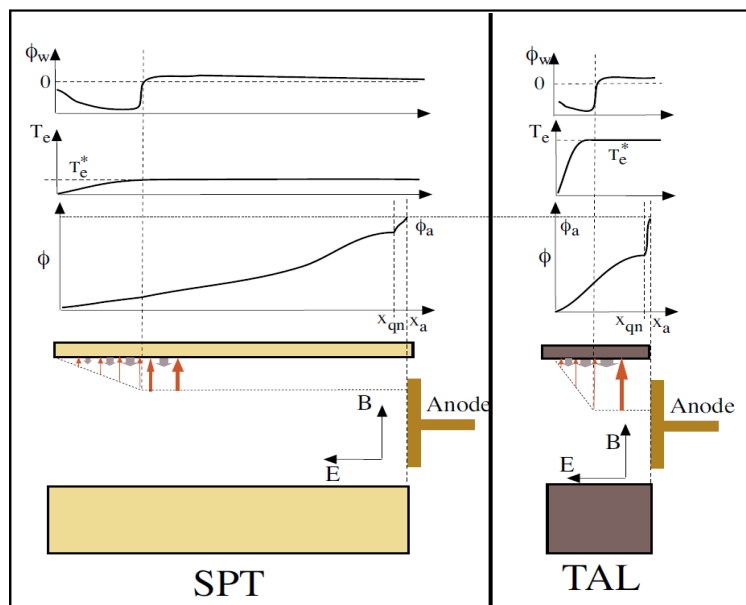 ϕw
0
Te
Te*
ϕa
ϕ
xqn xa
B
Anode
E
SPT
ϕw
0
Te
Te*
ϕa
ϕ
xqn xa
Anode
B
E
TAL